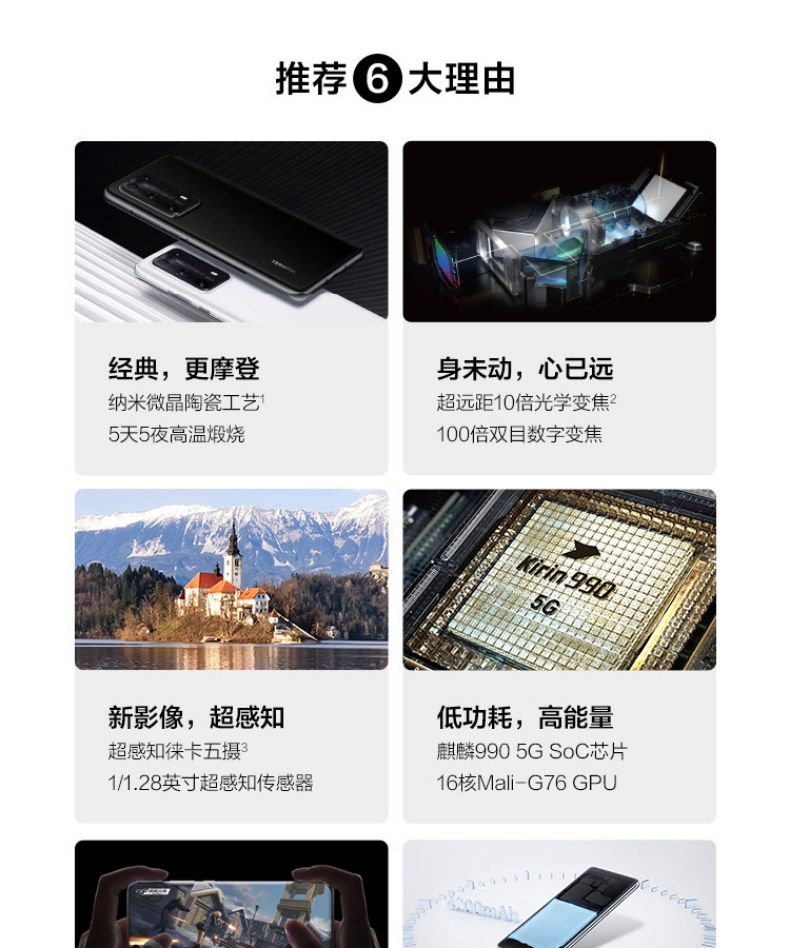 推荐6大理由
HUAWEI
经典，更摩登
纳米微晶陶瓷工艺¹
5天5夜高温煅烧
身未动，心已远
超远距10倍光学变焦²
100倍双目数字变焦
Kirin 990
5G
新影像，超感知
超感知徕卡五摄³
1/1.28英寸超感知传感器
低功耗，高能量
麒麟990 5G SoC芯片
16核Mali-G76 GPU
4200mAh